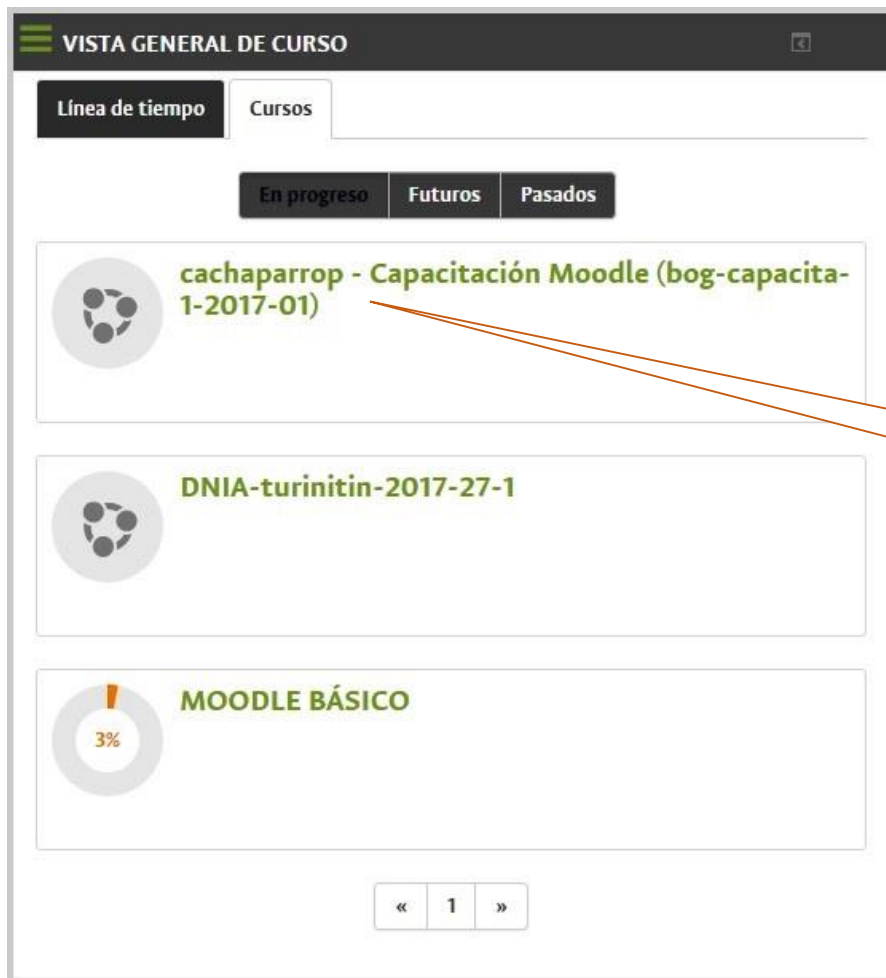 VISTA GENERAL DE CURSO
Línea de tiempo
Cursos
En progreso
Futuros
Pasados
cachaparrop - Capacitación Moodle (bog-capacita-
1-2017-01)
DNIA-turinitin-2017-27-1
MOODLE BÁSICO
3%
« 1 »